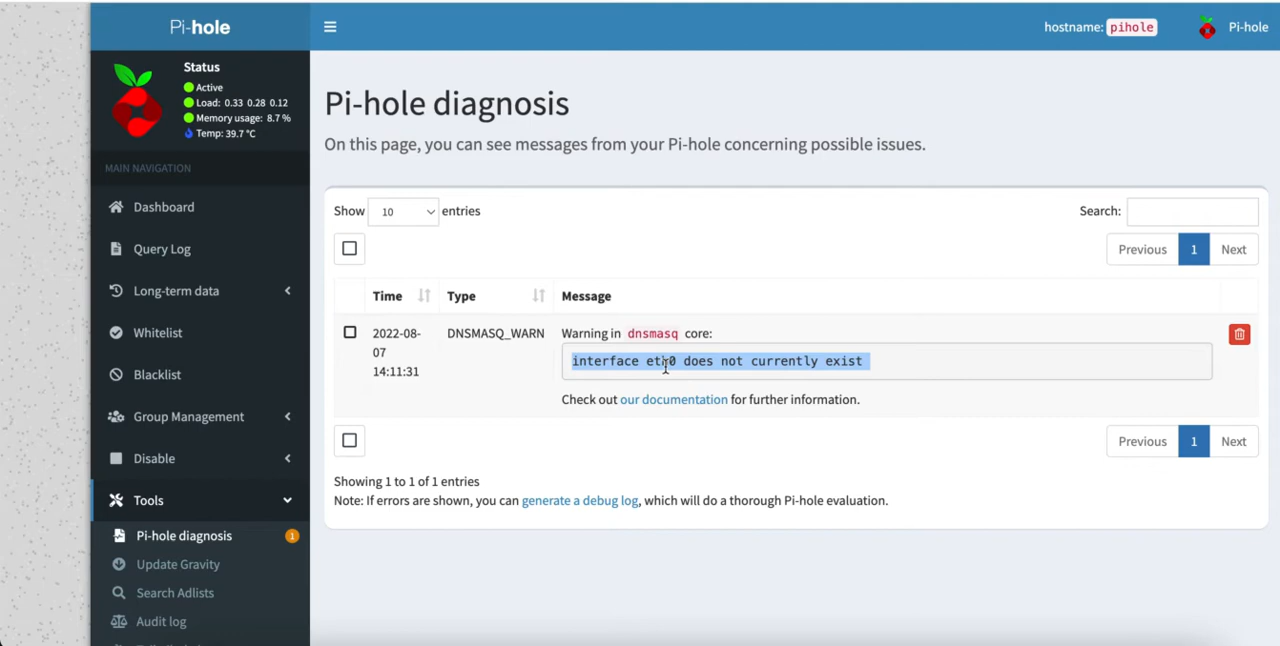 Pi-hole
hostname: pihole
Pi-hole
Status
Active
Load: 0.33 0.28 0.12
Memory usage: 8.7 %
Temp: 39.7 °C
MAIN NAVIGATION
Dashboard
Query Log
Long-term data
Whitelist
Blacklist
Group Management
Disable
Tools
Pi-hole diagnosis 1
Update Gravity
Search Adlists
Audit log
Pi-hole diagnosis
On this page, you can see messages from your Pi-hole concerning possible issues.
Show 10 entries
Search:
Previous 1 Next
Time Type Message
2022-08-
07
14:11:31
DNSMASQ_WARN
Warning in dnsmasq core:
interface eth0 does not currently exist
Check out our documentation for further information.
Previous 1 Next
Showing 1 to 1 of 1 entries
Note: If errors are shown, you can generate a debug log, which will do a thorough Pi-hole evaluation.